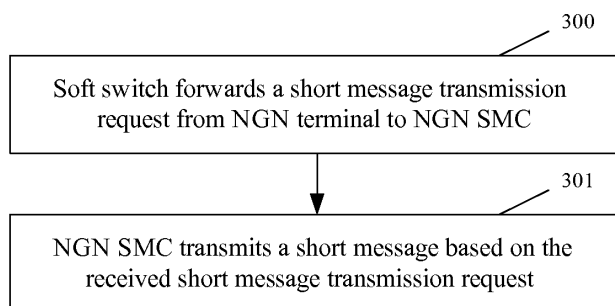 300
Soft switch forwards a short message transmission
request from NGN terminal to NGN SMC
301
NGN SMC transmits a short message based on the
received short message transmission request